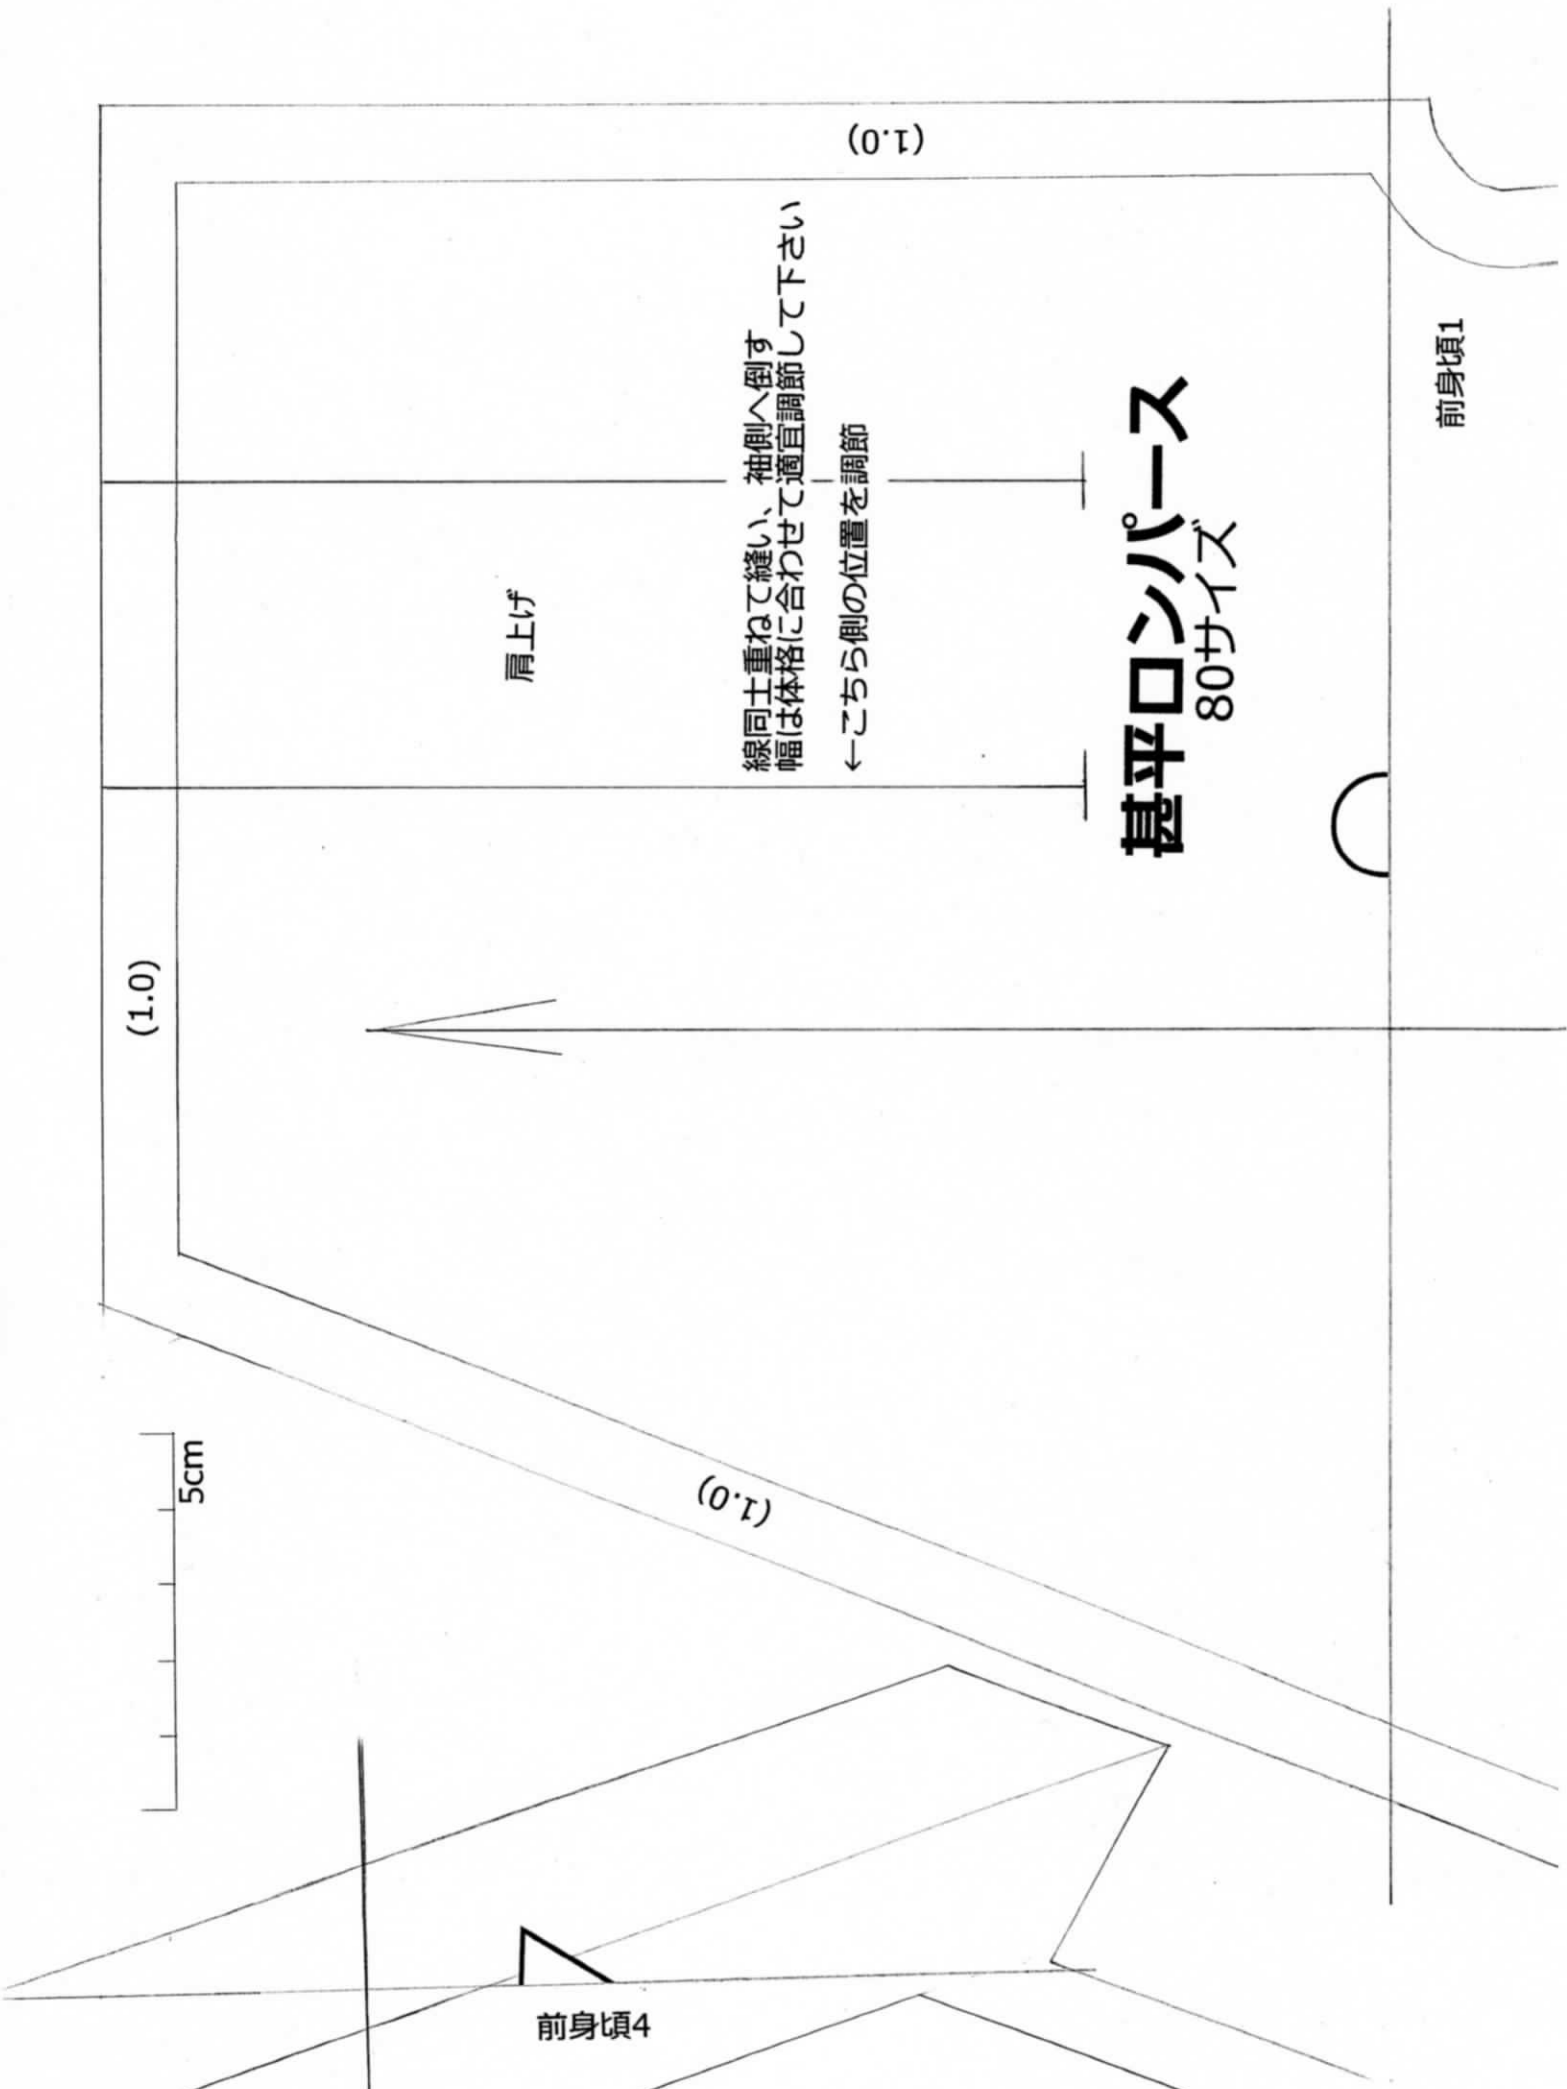 (1.0)
肩上げ
線同士重ねて縫い、袖側へ倒す
幅は体格に合わせて適宜調節して下さい
←こちら側の位置を調節
甚平ロンパース
80サイズ
前身頃1
(1.0)
(1.0)
5cm
前身頃4